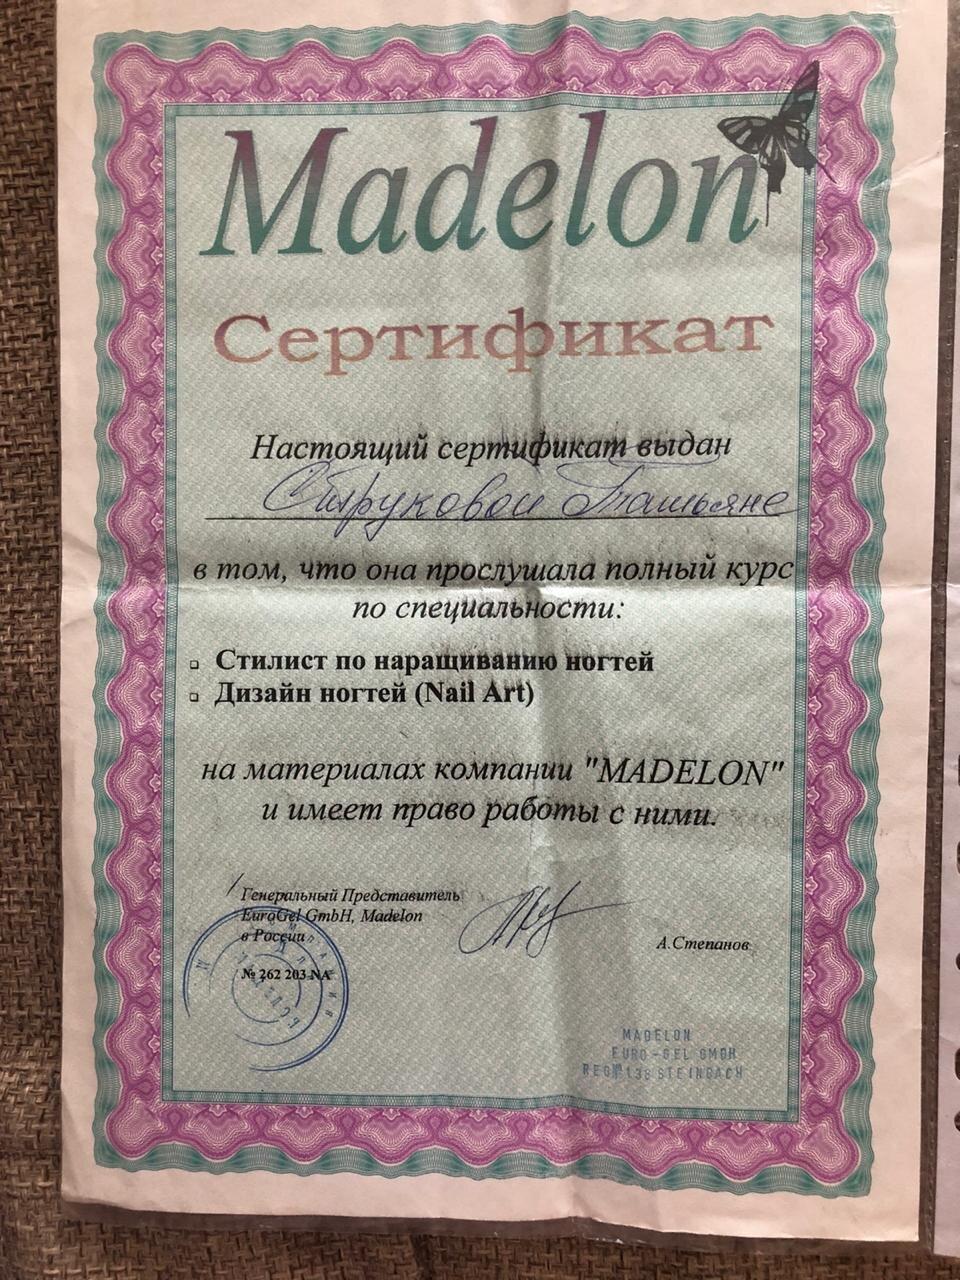 Madelon
Сертификат
Настоящий сертификат выдан
Струковой Татьяне
в том, что она прослушала полный курс
по специальности:
Стилист по наращиванию ногтей
Дизайн ногтей (Nail Art)
на материалах компании "MADELON"
и имеет право работы с ними.
Генеральный Представитель
EuroGel GmbH, Madelon
в России
А.Степанов
№ 262 203 NA
MADELON
EURO-GEL GMBH
STEINBACH